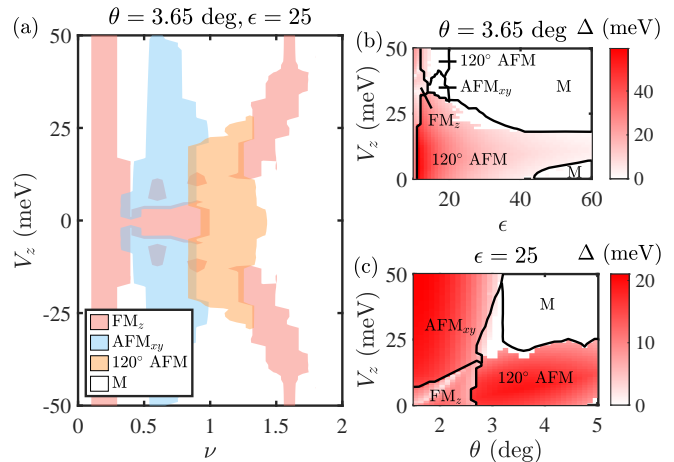 (a)
θ = 3.65 deg, ϵ = 25
V_z (meV)
50
25
0
-25
-50
FM_z
AFM_xy
120° AFM
M
0
0.5
1
1.5
2
ν
(b)
θ = 3.65 deg
Δ (meV)
V_z (meV)
50
25
0
120° AFM
AFM_xy
M
FM_z
120° AFM
M
20
40
60
ϵ
40
20
0
(c)
ϵ = 25
Δ (meV)
V_z (meV)
50
25
0
M
AFM_xy
120° AFM
FM_z
2
3
4
5
θ (deg)
20
10
0